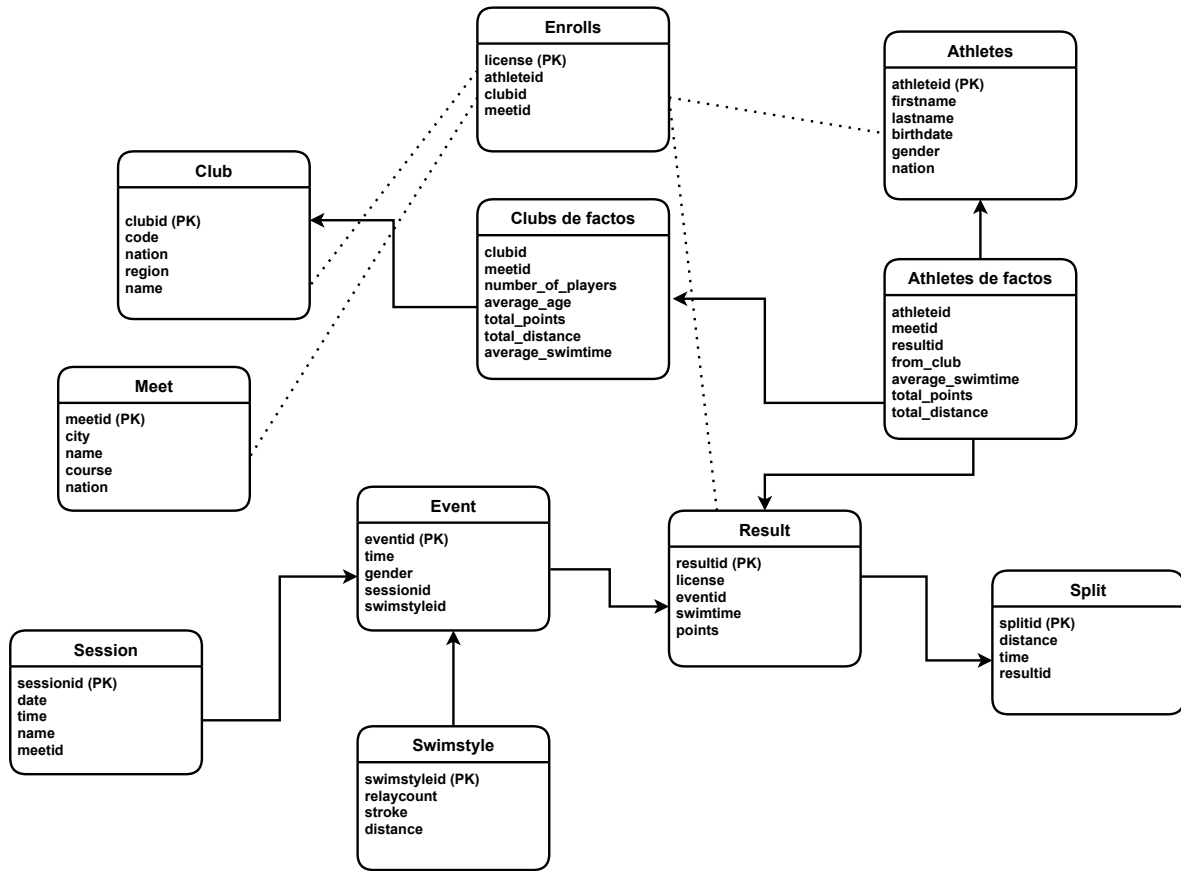 Enrolls
license (PK)
athleteid
clubid
meetid
Athletes
athleteid (PK)
firstname
lastname
birthdate
gender
nation
Club
clubid (PK)
code
nation
region
name
Clubs de factos
clubid
meetid
number_of_players
average_age
total_points
total_distance
average_swimtime
Athletes de factos
athleteid
meetid
resultid
from_club
average_swimtime
total_points
total_distance
Meet
meetid (PK)
city
name
course
nation
Event
eventid (PK)
time
gender
sessionid
swimstyleid
Result
resultid (PK)
license
eventid
swimtime
points
Split
splitid (PK)
distance
time
resultid
Session
sessionid (PK)
date
time
name
meetid
Swimstyle
swimstyleid (PK)
relaycount
stroke
distance